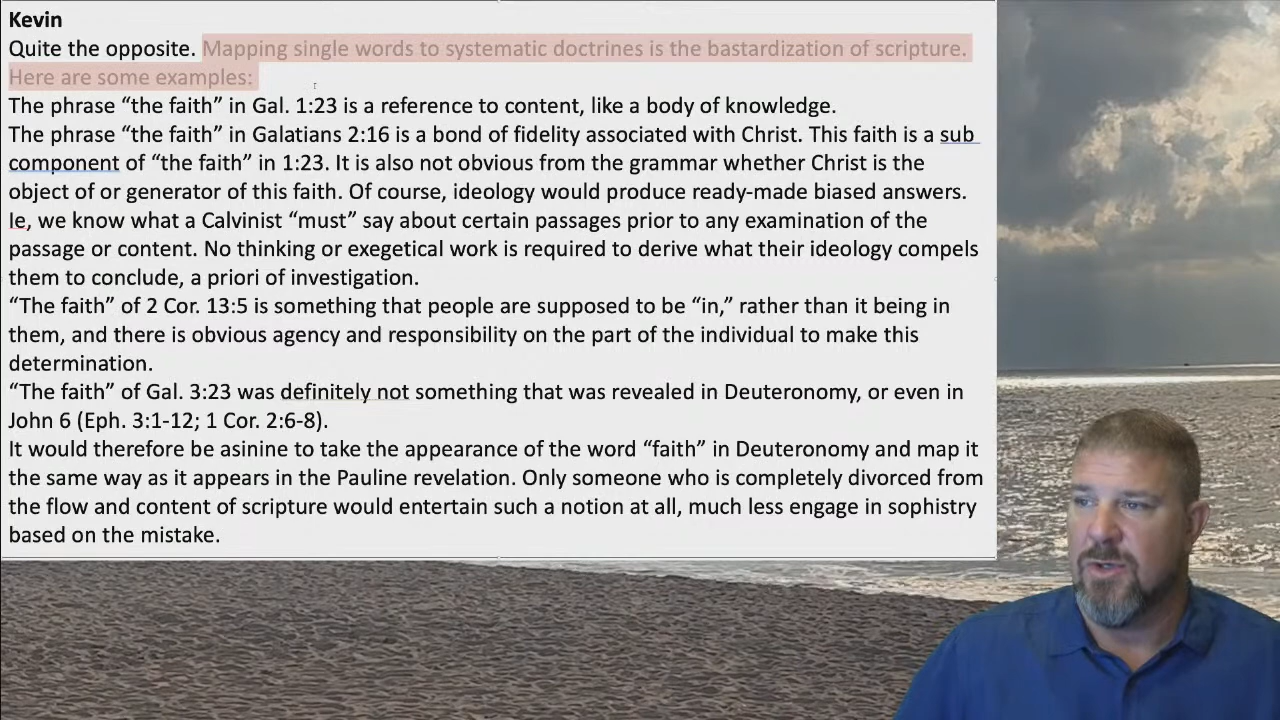 Kevin
Quite the opposite. Mapping single words to systematic doctrines is the bastardization of scripture.
Here are some examples:
The phrase “the faith” in Gal. 1:23 is a reference to content, like a body of knowledge.
The phrase “the faith” in Galatians 2:16 is a bond of fidelity associated with Christ. This faith is a sub
component of “the faith” in 1:23. It is also not obvious from the grammar whether Christ is the
object of or generator of this faith. Of course, ideology would produce ready-made biased answers.
Ie, we know what a Calvinist “must” say about certain passages prior to any examination of the
passage or content. No thinking or exegetical work is required to derive what their ideology compels
them to conclude, a priori of investigation.
“The faith” of 2 Cor. 13:5 is something that people are supposed to be “in,” rather than it being in
them, and there is obvious agency and responsibility on the part of the individual to make this
determination.
“The faith” of Gal. 3:23 was definitely not something that was revealed in Deuteronomy, or even in
John 6 (Eph. 3:1-12; 1 Cor. 2:6-8).
It would therefore be asinine to take the appearance of the word “faith” in Deuteronomy and map it
the same way as it appears in the Pauline revelation. Only someone who is completely divorced from
the flow and content of scripture would enertain such a notion at all, much less engage in sophistry
based on the mistake.